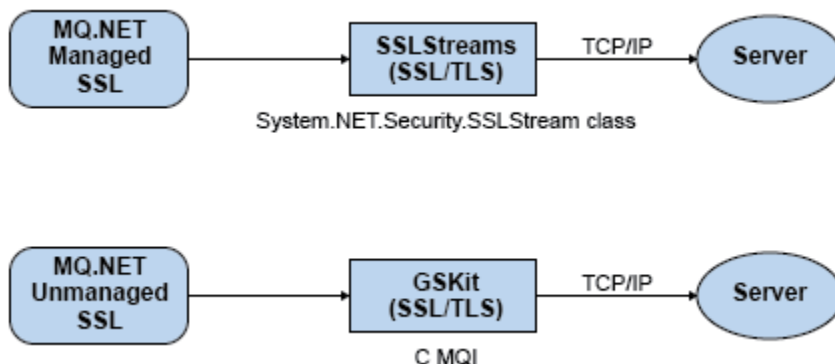 MQ.NET
Managed
SSL
SSLStreams
(SSL/TLS)
TCP/IP
Server
System.NET.Security.SSLStream class
MQ.NET
Unmanaged
SSL
GSKit
(SSL/TLS)
TCP/IP
Server
C MQI